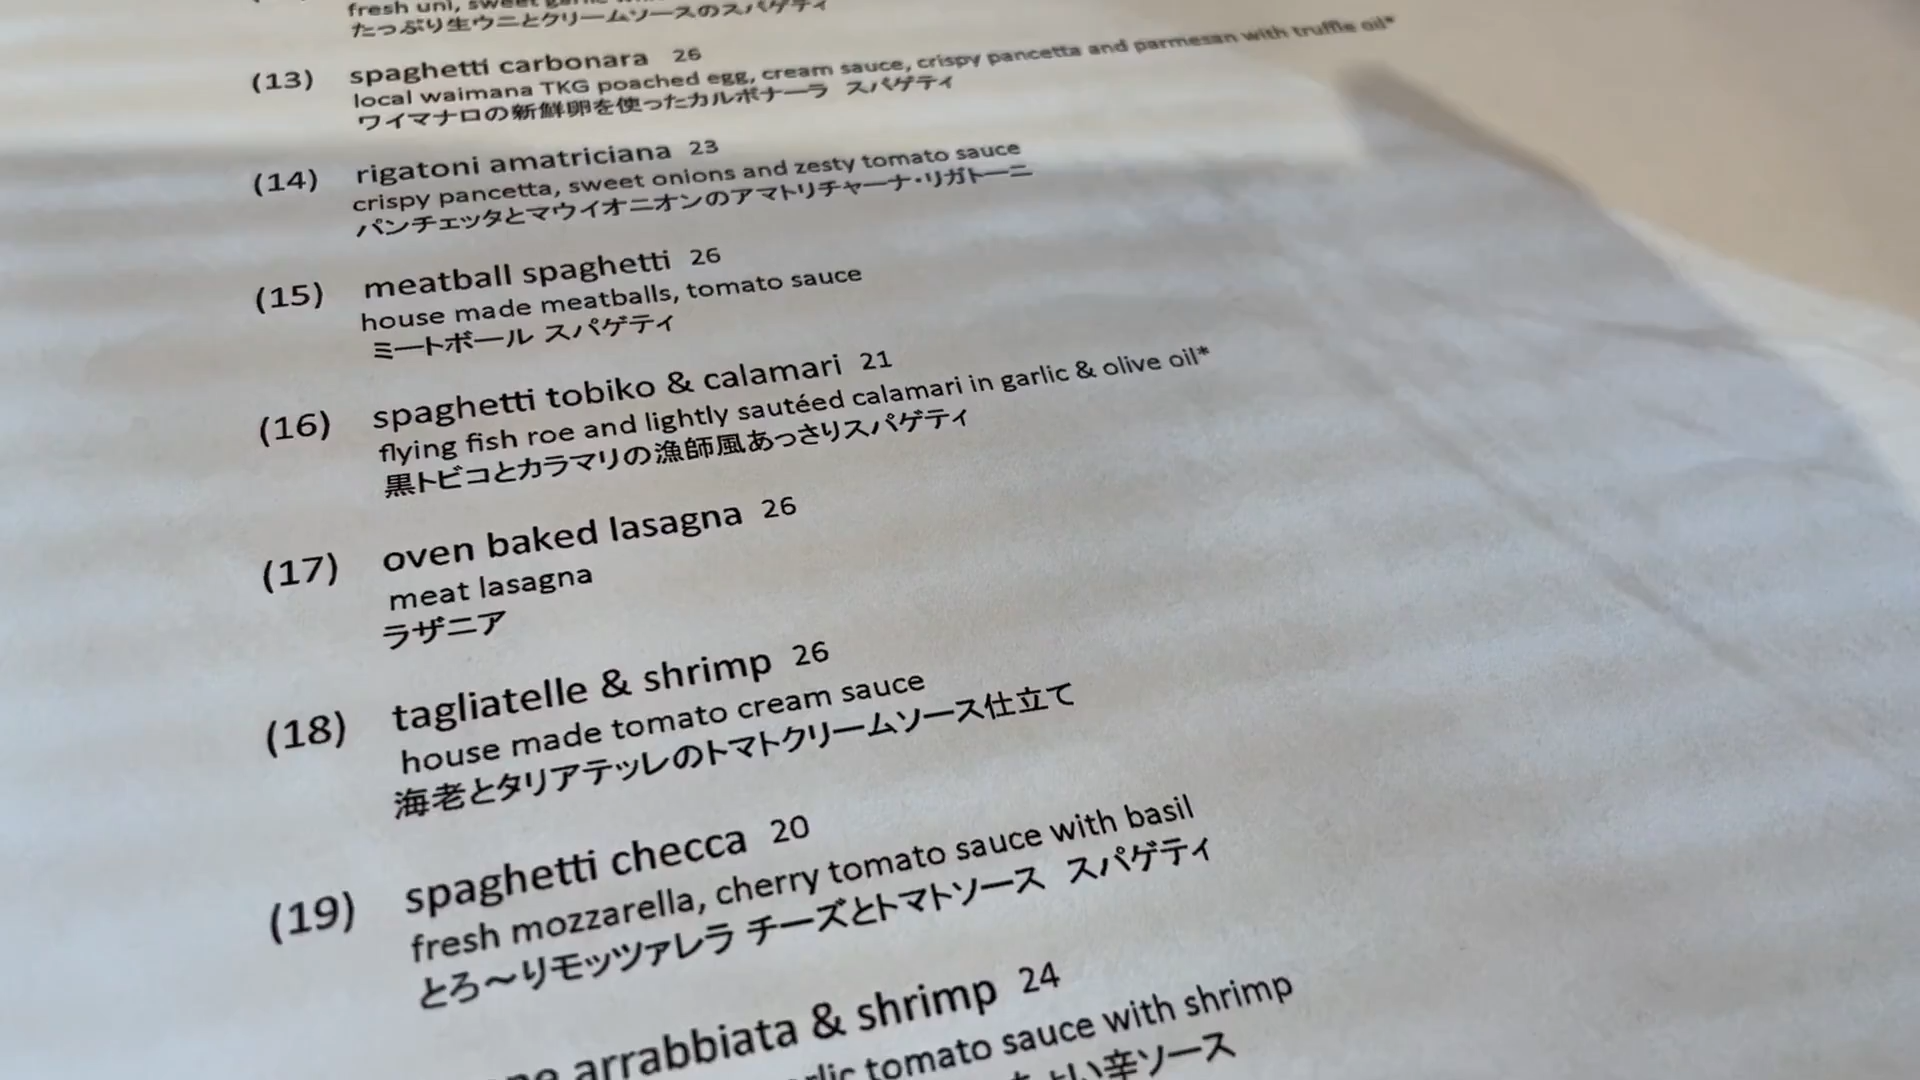 fresh uni, sweet
たっぷり生ウニとクリームソースのスパゲティ
(13) spaghetti carbonara 26
local waimana TKG poached egg, cream sauce, crispy pancetta and parmesan with truffle oil*
ワイマナロの新鮮卵を使ったカルボナーラ スパゲティ
(14) rigatoni amatriciana 23
crispy pancetta, sweet onions and zesty tomato sauce
パンチェッタとマウイオニオンのアマトリチャーナ・リガトーニ
(15) meatball spaghetti 26
house made meatballs, tomato sauce
ミートボール スパゲティ
(16) spaghetti tobiko & calamari 21
flying fish roe and lightly sautéed calamari in garlic & olive oil*
黒トビコとカラマリの漁師風あっさりスパゲティ
(17) oven baked lasagna 26
meat lasagna
ラザニア
(18) tagliatelle & shrimp 26
house made tomato cream sauce
海老とタリアテッレのトマトクリームソース仕立て
(19) spaghetti checca 20
fresh mozzarella, cherry tomato sauce with basil
とろ～りモッツァレラ チーズとトマトソース スパゲティ
arrabbiata & shrimp 24
tomato sauce with shrimp
い辛ソース